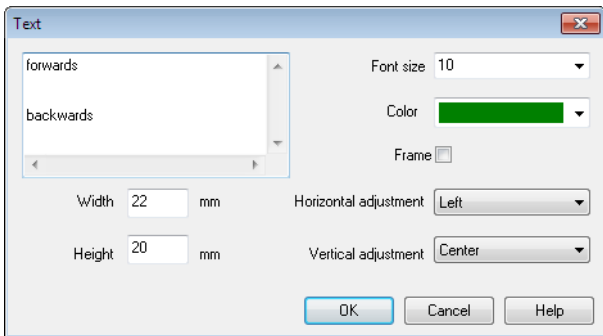 Text
forwards
backwards
Font size 10
Color
Frame
Width 22 mm
Horizontal adjustment Left
Height 20 mm
Vertical adjustment Center
OK Cancel Help